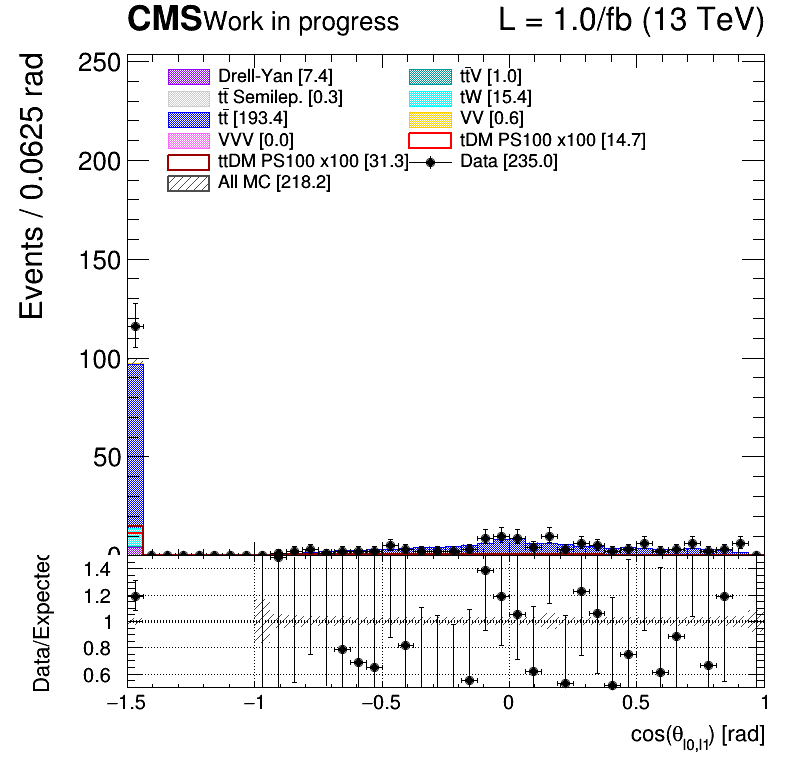 CMS Work in progress L = 1.0/fb (13 TeV)
Events / 0.0625 rad
250
200
150
100
50
0
Drell-Yan [7.4]
tt̄V [1.0]
tt̄ Semilep. [0.3]
tW [15.4]
tt̄ [193.4]
VV [0.6]
VVV [0.0]
tDM PS100 x100 [14.7]
ttDM PS100 x100 [31.3]
Data [235.0]
All MC [218.2]
Data/Expected
1.4
1.2
1
0.8
0.6
−1.5 −1 −0.5 0 0.5 1
cos(θl0,l1) [rad]